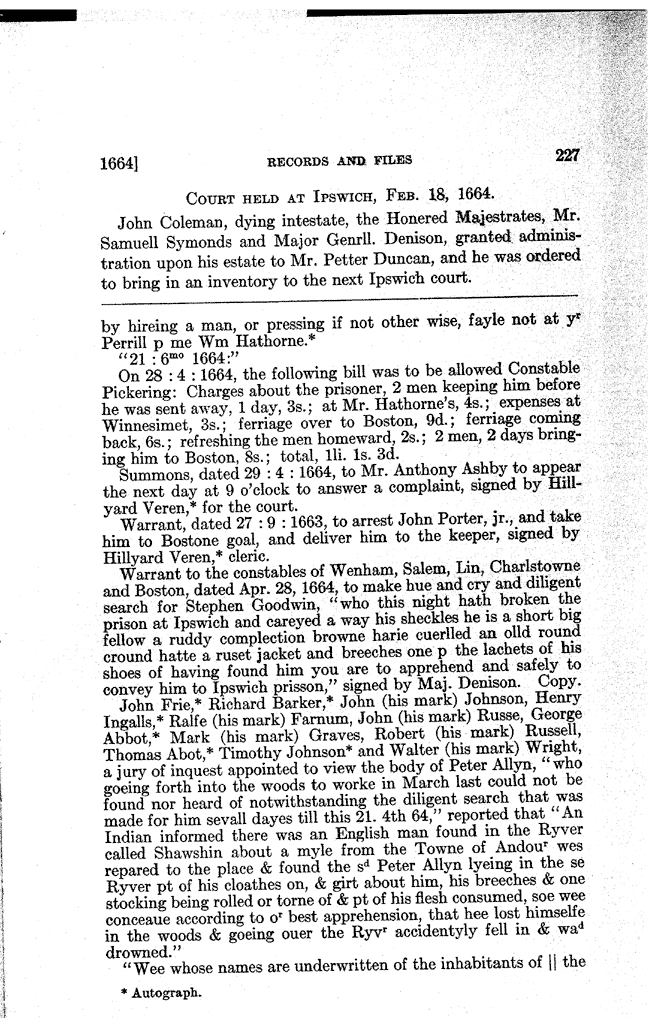 1664] RECORDS AND FILES 227
COURT HELD AT IPSWICH, FEB. 18, 1664.
John Coleman, dying intestate, the Honered Majestrates, Mr.
Samuell Symonds and Major Genrll. Denison, granted adminis-
tration upon his estate to Mr. Petter Duncan, and he was ordered
to bring in an inventory to the next Ipswich court.
by hireing a man, or pressing if not other wise, fayle not at yʳ
Perrill p me Wm Hathorne.*
"21 : 6ᵐᵒ 1664:"
On 28 : 4 : 1664, the following bill was to be allowed Constable
Pickering: Charges about the prisoner, 2 men keeping him before
he was sent away, 1 day, 3s.; at Mr. Hathorne's, 4s.; expenses at
Winnesimet, 3s.; ferriage over to Boston, 9d.; ferriage coming
back, 6s.; refreshing the men homeward, 2s.; 2 men, 2 days bring-
ing him to Boston, 8s.; total, 1li. 1s. 3d.
Summons, dated 29 : 4 : 1664, to Mr. Anthony Ashby to appear
the next day at 9 o'clock to answer a complaint, signed by Hill-
yard Veren,* for the court.
Warrant, dated 27 : 9 : 1663, to arrest John Porter, jr., and take
him to Bostone goal, and deliver him to the keeper, signed by
Hillyard Veren,* cleric.
Warrant to the constables of Wenham, Salem, Lin, Charlstowne
and Boston, dated Apr. 28, 1664, to make hue and cry and diligent
search for Stephen Goodwin, "who this night hath broken the
prison at Ipswich and careyed a way his sheckles he is a short big
fellow a ruddy complection browne harie cuerlled an olld round
cround hatte a ruset jacket and breeches one p the lachets of his
shoes of having found him you are to apprehend and safely to
convey him to Ipswich prisson," signed by Maj. Denison. Copy.
John Frie,* Richard Barker,* John (his mark) Johnson, Henry
Ingalls,* Ralfe (his mark) Farnum, John (his mark) Russe, George
Abbot,* Mark (his mark) Graves, Robert (his mark) Russell,
Thomas Abot,* Timothy Johnson* and Walter (his mark) Wright,
a jury of inquest appointed to view the body of Peter Allyn, "who
goeing forth into the woods to worke in March last could not be
found nor heard of notwithstanding the diligent search that was
made for him sevall dayes till this 21. 4th 64," reported that "An
Indian informed there was an English man found in the Ryver
called Shawshin about a myle from the Towne of Andouʳ wes
repared to the place & found the sᵈ Peter Allyn lyeing in the se
Ryver pt of his cloathes on, & girt about him, his breeches & one
stocking being rolled or torne of & pt of his flesh consumed, soe wee
conceaue according to oʳ best apprehension, that hee lost himselfe
in the woods & goeing ouer the Ryvʳ accidentyly fell in & waᵈ
drowned."
"Wee whose names are underwritten of the inhabitants of || the
* Autograph.